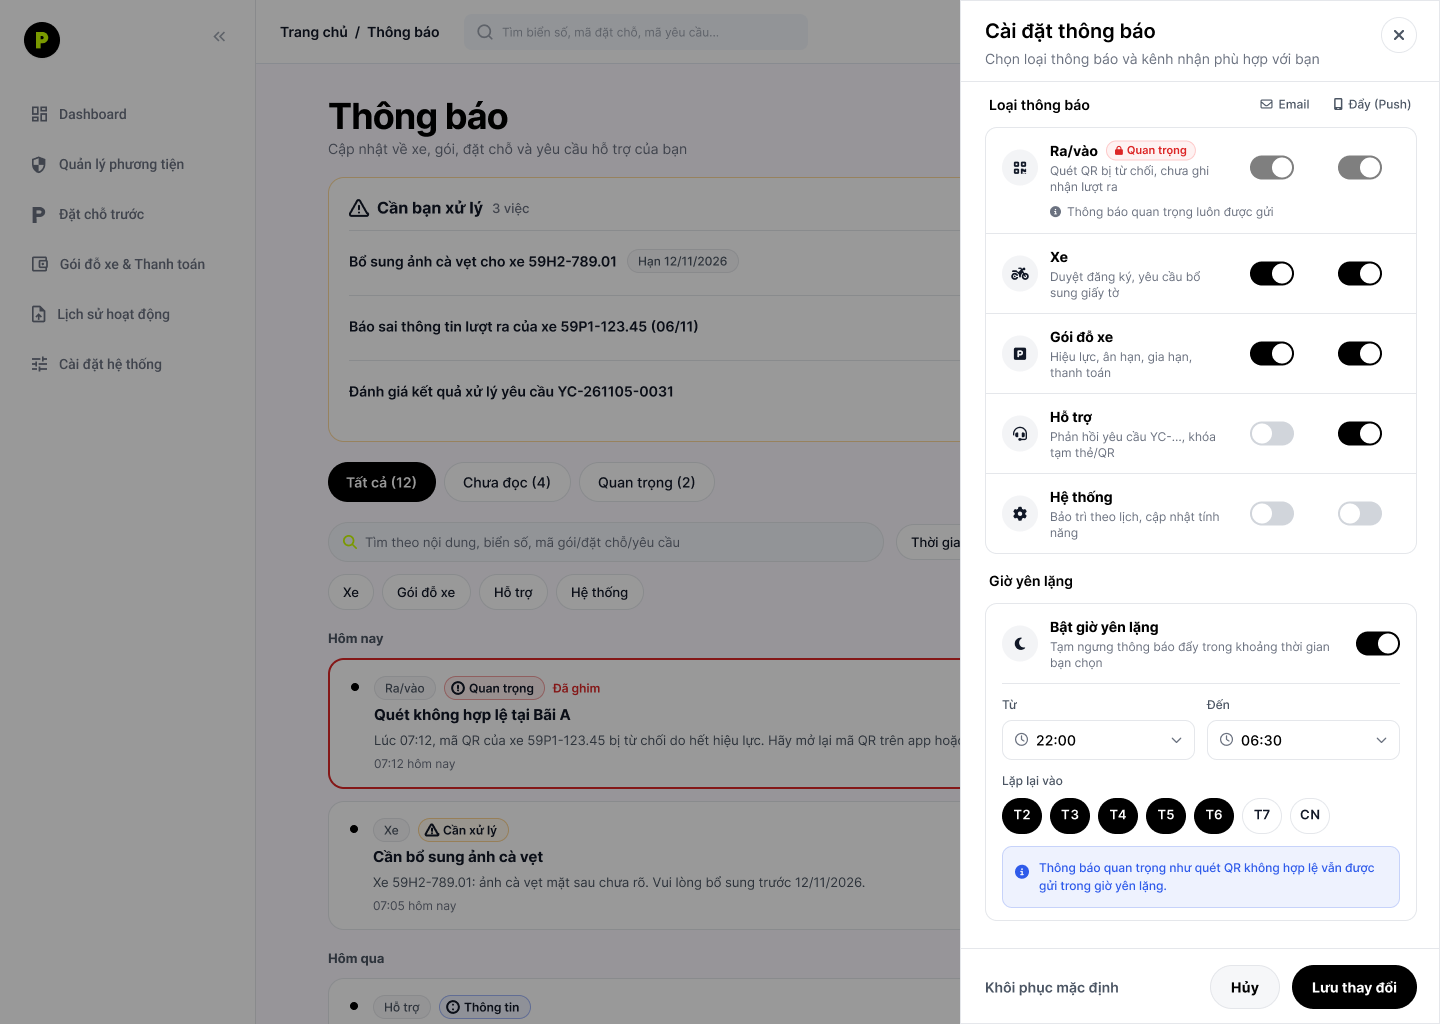 P
Dashboard
Quản lý phương tiện
Đặt chỗ trước
Gói đỗ xe & Thanh toán
Lịch sử hoạt động
Cài đặt hệ thống
Trang chủ / Thông báo
Tìm biển số, mã đặt chỗ, mã yêu cầu...
Thông báo
Cập nhật về xe, gói, đặt chỗ và yêu cầu hỗ trợ của bạn
Cần bạn xử lý 3 việc
Bổ sung ảnh cà vẹt cho xe 59H2-789.01 Hạn 12/11/2026
Báo sai thông tin lượt ra của xe 59P1-123.45 (06/11)
Đánh giá kết quả xử lý yêu cầu YC-261105-0031
Tất cả (12) Chưa đọc (4) Quan trọng (2)
Tìm theo nội dung, biển số, mã gói/đặt chỗ/yêu cầu
Thời gia
Xe Gói đỗ xe Hỗ trợ Hệ thống
Hôm nay
Ra/vào Quan trọng Đã ghim
Quét không hợp lệ tại Bãi A
Lúc 07:12, mã QR của xe 59P1-123.45 bị từ chối do hết hiệu lực. Hãy mở lại mã QR trên app hoặc
07:12 hôm nay
Xe Cần xử lý
Cần bổ sung ảnh cà vẹt
Xe 59H2-789.01: ảnh cà vẹt mặt sau chưa rõ. Vui lòng bổ sung trước 12/11/2026.
07:05 hôm nay
Hôm qua
Hỗ trợ Thông tin
Cài đặt thông báo
Chọn loại thông báo và kênh nhận phù hợp với bạn
Loại thông báo Email Đẩy (Push)
Ra/vào Quan trọng
Quét QR bị từ chối, chưa ghi
nhận lượt ra
Thông báo quan trọng luôn được gửi
Xe
Duyệt đăng ký, yêu cầu bổ
sung giấy tờ
Gói đỗ xe
Hiệu lực, ân hạn, gia hạn,
thanh toán
Hỗ trợ
Phản hồi yêu cầu YC-..., khóa
tạm thẻ/QR
Hệ thống
Bảo trì theo lịch, cập nhật tính
năng
Giờ yên lặng
Bật giờ yên lặng
Tạm ngưng thông báo đẩy trong khoảng thời gian
bạn chọn
Từ Đến
22:00 06:30
Lặp lại vào
T2 T3 T4 T5 T6 T7 CN
Thông báo quan trọng như quét QR không hợp lệ vẫn được
gửi trong giờ yên lặng.
Khôi phục mặc định Hủy Lưu thay đổi